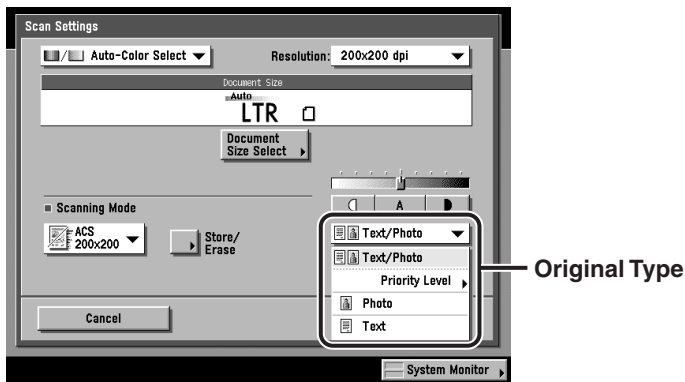 Scan Settings
Auto-Color Select
Resolution: 200x200 dpi
Document Size
Auto
LTR
Document
Size Select
Scanning Mode
A
ACS
200x200
Store/
Erase
Text/Photo
Text/Photo
Priority Level
Photo
Text
Original Type
Cancel
System Monitor